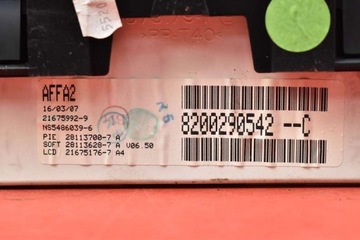 AFFA2
16/03/07
21675992-9
NS5486039-6
PIE 28113700-7 A
SOFT 28113628-7 A V06.50
LCD 21675176-7 A4
8200290542 --C